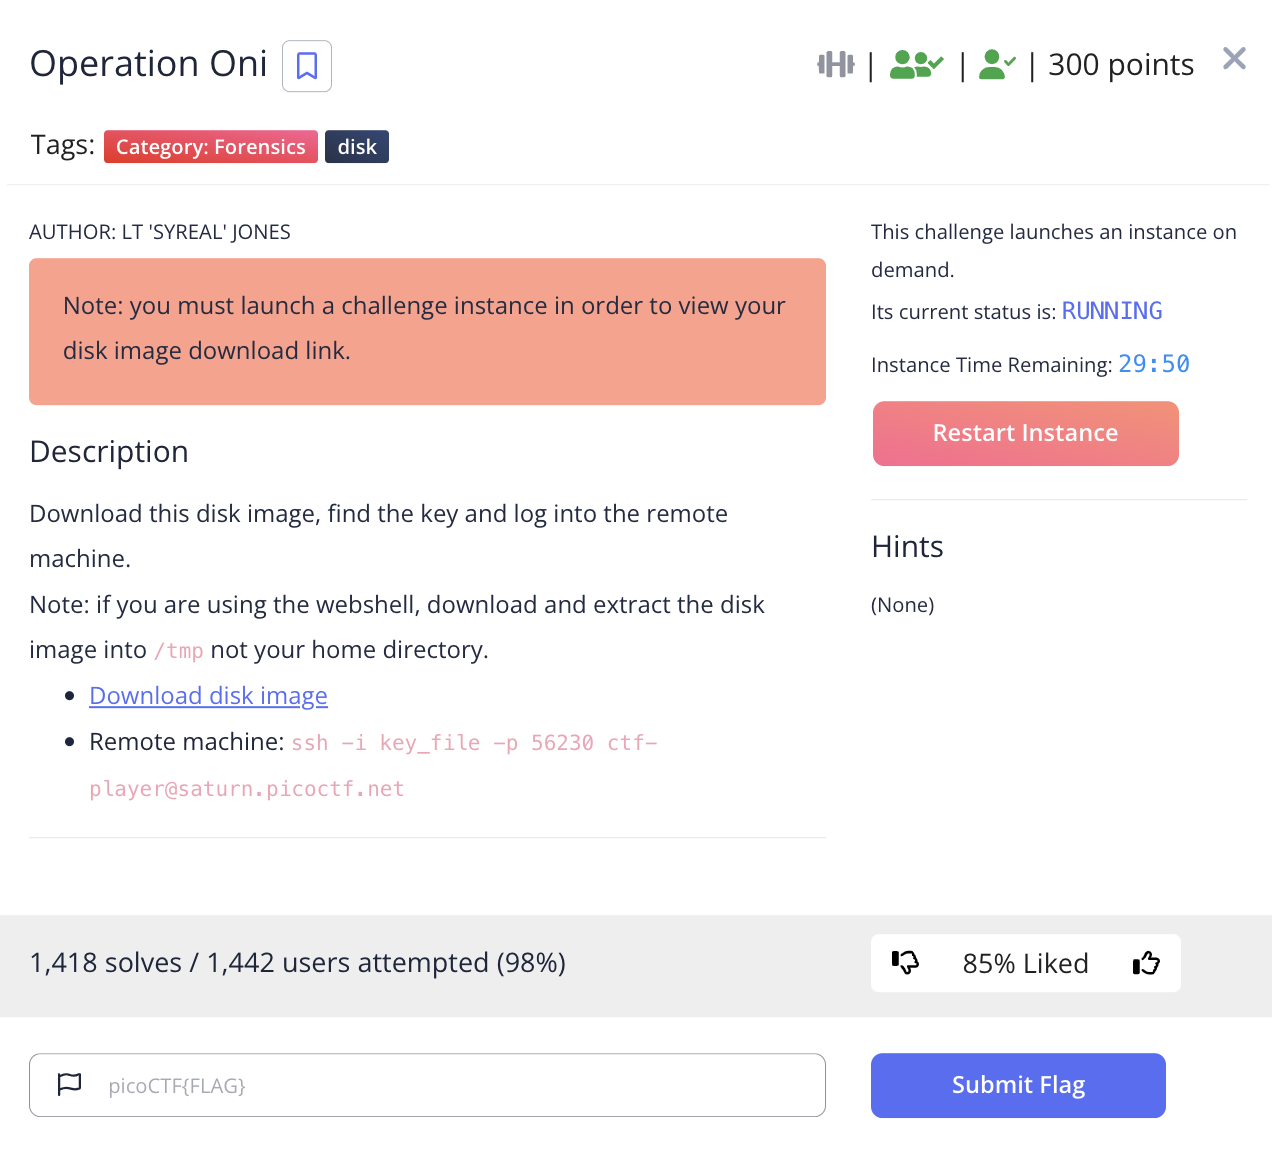 Operation Oni
| | | 300 points
Tags: Category: Forensics disk
AUTHOR: LT 'SYREAL' JONES
Note: you must launch a challenge instance in order to view your
disk image download link.
Description
Download this disk image, find the key and log into the remote
machine.
Note: if you are using the webshell, download and extract the disk
image into /tmp not your home directory.
• Download disk image
• Remote machine: ssh -i key_file -p 56230 ctf-
player@saturn.picoctf.net
This challenge launches an instance on
demand.
Its current status is: RUNNING
Instance Time Remaining: 29:50
Restart Instance
Hints
(None)
1,418 solves / 1,442 users attempted (98%)
85% Liked
picoCTF{FLAG}
Submit Flag